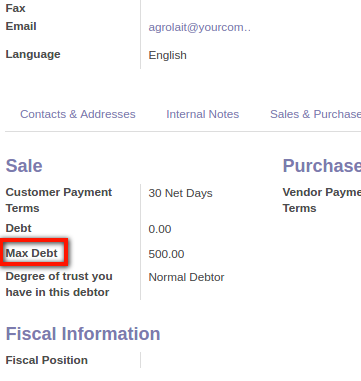 Fax
Email agrolait@yourcom..
Language English
Contacts & Addresses Internal Notes Sales & Purchase
Sale Purchase
Customer Payment Terms 30 Net Days Vendor Payme
Terms
Debt 0.00
Max Debt 500.00
Degree of trust you have in this debtor Normal Debtor
Fiscal Information
Fiscal Position